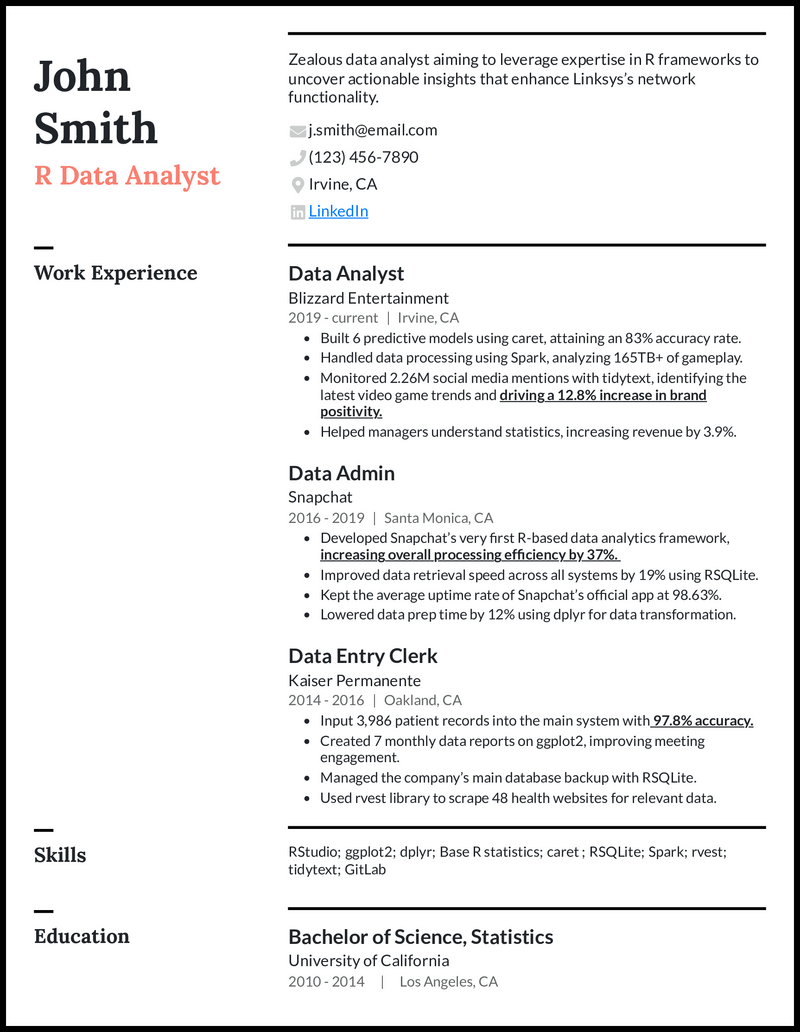 John
Smith
R Data Analyst
Zealous data analyst aiming to leverage expertise in R frameworks to
uncover actionable insights that enhance Linksys's network
functionality.
j.smith@email.com
(123) 456-7890
Irvine, CA
LinkedIn
Work Experience
Data Analyst
Blizzard Entertainment
2019 - current | Irvine, CA
• Built 6 predictive models using caret, attaining an 83% accuracy rate.
• Handled data processing using Spark, analyzing 165TB+ of gameplay.
• Monitored 2.26M social media mentions with tidytext, identifying the
latest video game trends and driving a 12.8% increase in brand
positivity.
• Helped managers understand statistics, increasing revenue by 3.9%.
Data Admin
Snapchat
2016 - 2019 | Santa Monica, CA
• Developed Snapchat's very first R-based data analytics framework,
increasing overall processing efficiency by 37%.
• Improved data retrieval speed across all systems by 19% using RSQLite.
• Kept the average uptime rate of Snapchat's official app at 98.63%.
• Lowered data prep time by 12% using dplyr for data transformation.
Data Entry Clerk
Kaiser Permanente
2014 - 2016 | Oakland, CA
• Input 3,986 patient records into the main system with 97.8% accuracy.
• Created 7 monthly data reports on ggplot2, improving meeting
engagement.
• Managed the company's main database backup with RSQLite.
• Used rvest library to scrape 48 health websites for relevant data.
Skills
RStudio; ggplot2; dplyr; Base R statistics; caret ; RSQLite; Spark; rvest;
tidytext; GitLab
Education
Bachelor of Science, Statistics
University of California
2010 - 2014 | Los Angeles, CA